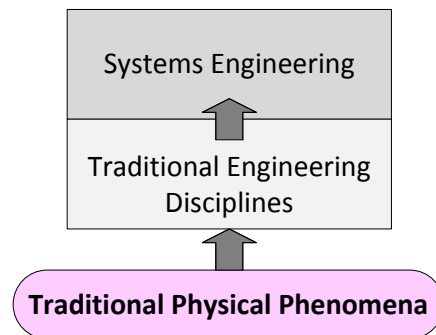 Systems Engineering
Traditional Engineering
Disciplines
Traditional Physical Phenomena